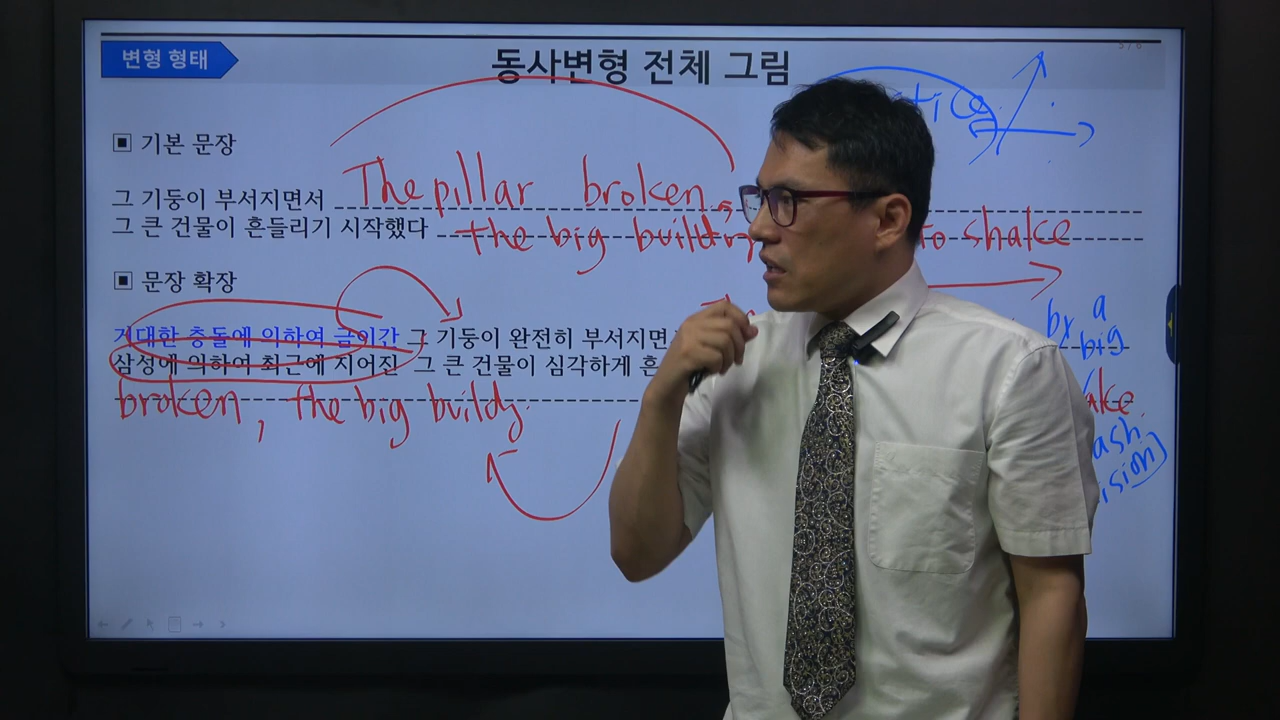 변형 형태
동사변형 전체 그림
▣ 기본 문장
그 기둥이 부서지면서 The pillar broken,
그 큰 건물이 흔들리기 시작했다 the big building to shake
▣ 문장 확장
거대한 충돌에 의하여 금이간 그 기둥이 완전히 부서지면
by a big
삼성에 의하여 최근에 지어진 그 큰 건물이 심각하게 흔
broken, the big building